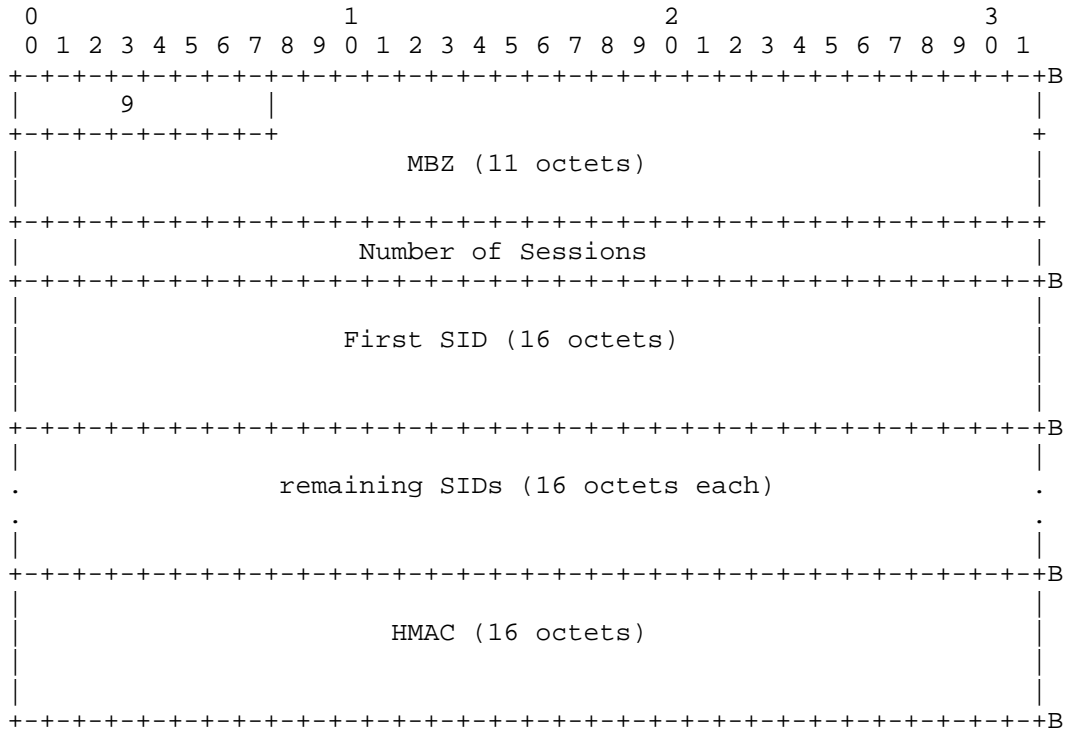 0                   1                   2                   3
0 1 2 3 4 5 6 7 8 9 0 1 2 3 4 5 6 7 8 9 0 1 2 3 4 5 6 7 8 9 0 1
+-+-+-+-+-+-+-+-+-+-+-+-+-+-+-+-+-+-+-+-+-+-+-+-+-+-+-+-+-+-+-+-+B
|      9        |                                               |
+-+-+-+-+-+-+-+-+                                               +
|                        MBZ (11 octets)                        |
|                                                               |
+-+-+-+-+-+-+-+-+-+-+-+-+-+-+-+-+-+-+-+-+-+-+-+-+-+-+-+-+-+-+-+-+
|                     Number of Sessions                        |
+-+-+-+-+-+-+-+-+-+-+-+-+-+-+-+-+-+-+-+-+-+-+-+-+-+-+-+-+-+-+-+-+B
|                                                               |
|                    First SID (16 octets)                      |
|                                                               |
|                                                               |
+-+-+-+-+-+-+-+-+-+-+-+-+-+-+-+-+-+-+-+-+-+-+-+-+-+-+-+-+-+-+-+-+B
|                                                               |
.                remaining SIDs (16 octets each)                .
.                                                               .
|                                                               |
+-+-+-+-+-+-+-+-+-+-+-+-+-+-+-+-+-+-+-+-+-+-+-+-+-+-+-+-+-+-+-+-+B
|                                                               |
|                       HMAC (16 octets)                        |
|                                                               |
|                                                               |
+-+-+-+-+-+-+-+-+-+-+-+-+-+-+-+-+-+-+-+-+-+-+-+-+-+-+-+-+-+-+-+-+B